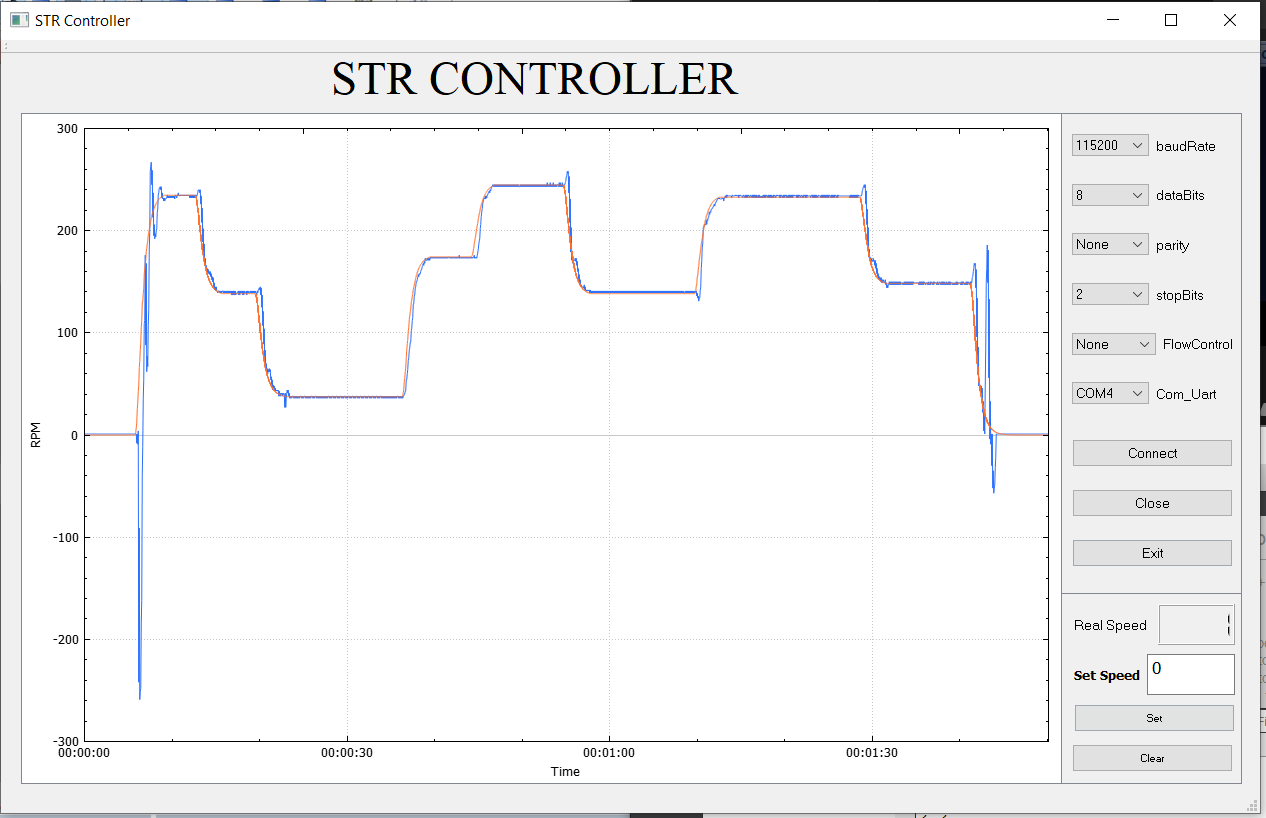 STR Controller
STR CONTROLLER
300
200
100
0
-100
-200
-300
RPM
00:00:00
00:00:30
00:01:00
00:01:30
Time
115200 baudRate
8 dataBits
None parity
2 stopBits
None FlowControl
COM4 Com_Uart
Connect
Close
Exit
Real Speed
Set Speed 0
Set
Clear